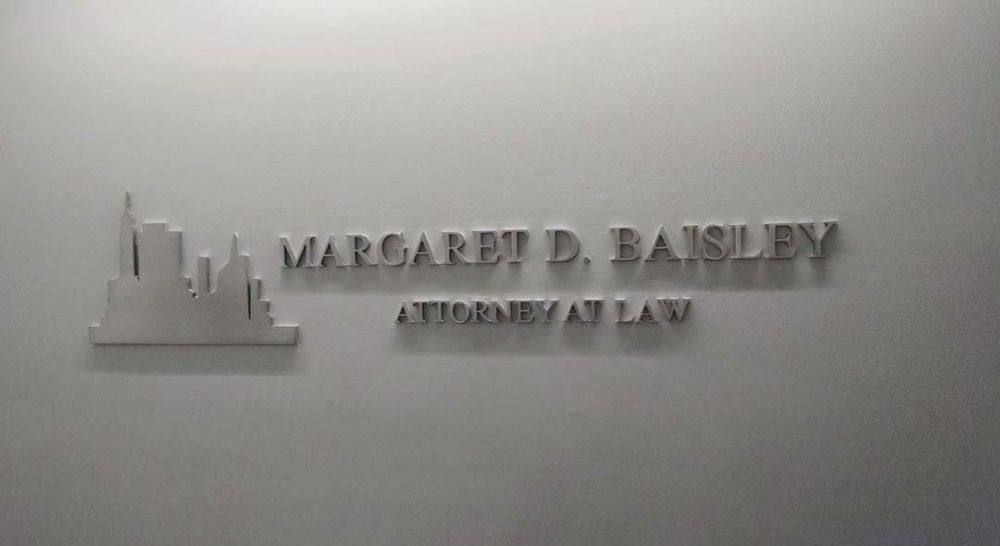 MARGARET D. BAISLEY
ATTORNEY AT LAW